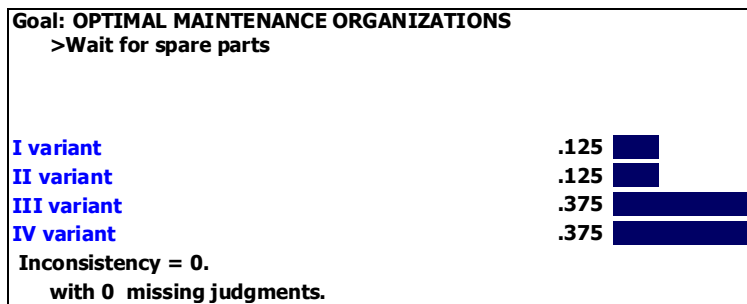 Goal: OPTIMAL MAINTENANCE ORGANIZATIONS
>Wait for spare parts
I variant .125
II variant .125
III variant .375
IV variant .375
Inconsistency = 0.
with 0 missing judgments.